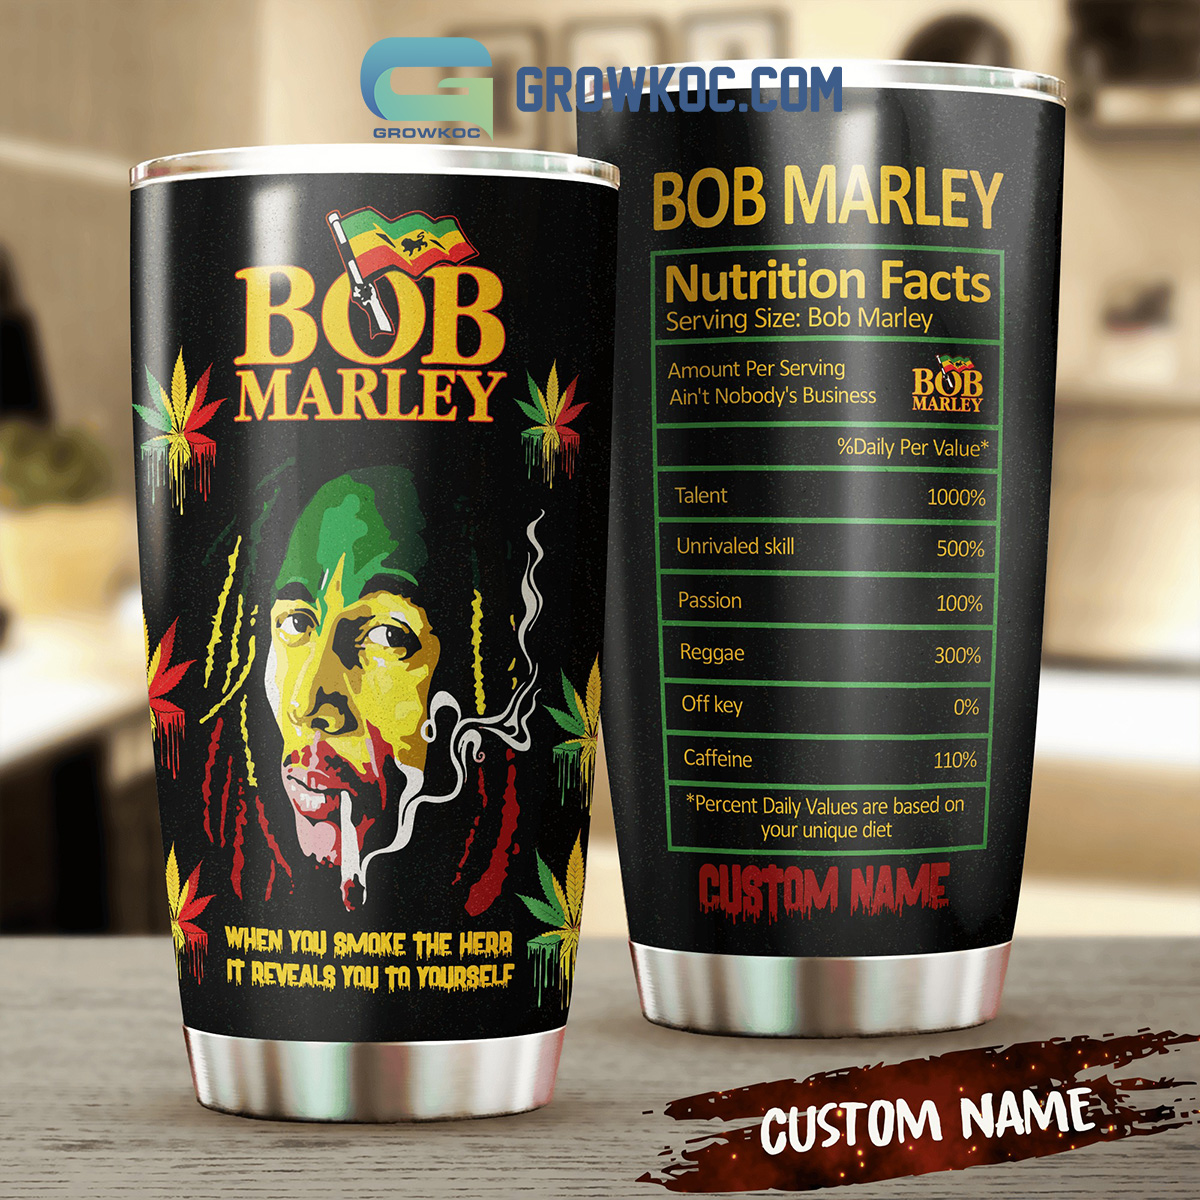 GROWKOC
GROWKOC.COM
BOB
MARLEY
WHEN YOU SMOKE THE HERB
IT REVEALS YOU TO YOURSELF
BOB MARLEY
Nutrition Facts
Serving Size: Bob Marley
Amount Per Serving
Ain't Nobody's Business
BOB
MARLEY
%Daily Per Value*
Talent 1000%
Unrivaled skill 500%
Passion 100%
Reggae 300%
Off key 0%
Caffeine 110%
*Percent Daily Values are based on
your unique diet
CUSTOM NAME
CUSTOM NAME